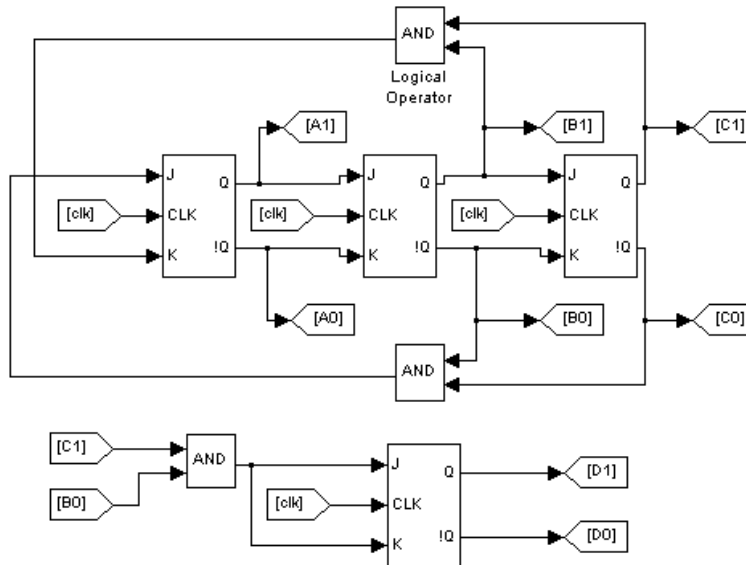 AND
Logical
Operator
[A1]
[B1]
[C1]
J
Q
[clk]
CLK
K
!Q
J
Q
[clk]
CLK
K
!Q
J
Q
[clk]
CLK
K
!Q
[A0]
[B0]
[C0]
AND
[C1]
[B0]
AND
J
Q
[clk]
CLK
K
!Q
[D1]
[D0]